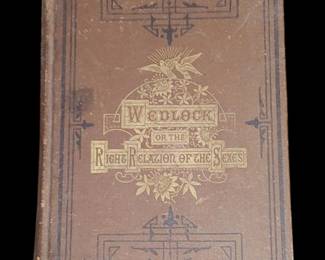 WEDLOCK
OR THE
RIGHT RELATION OF THE SEXES